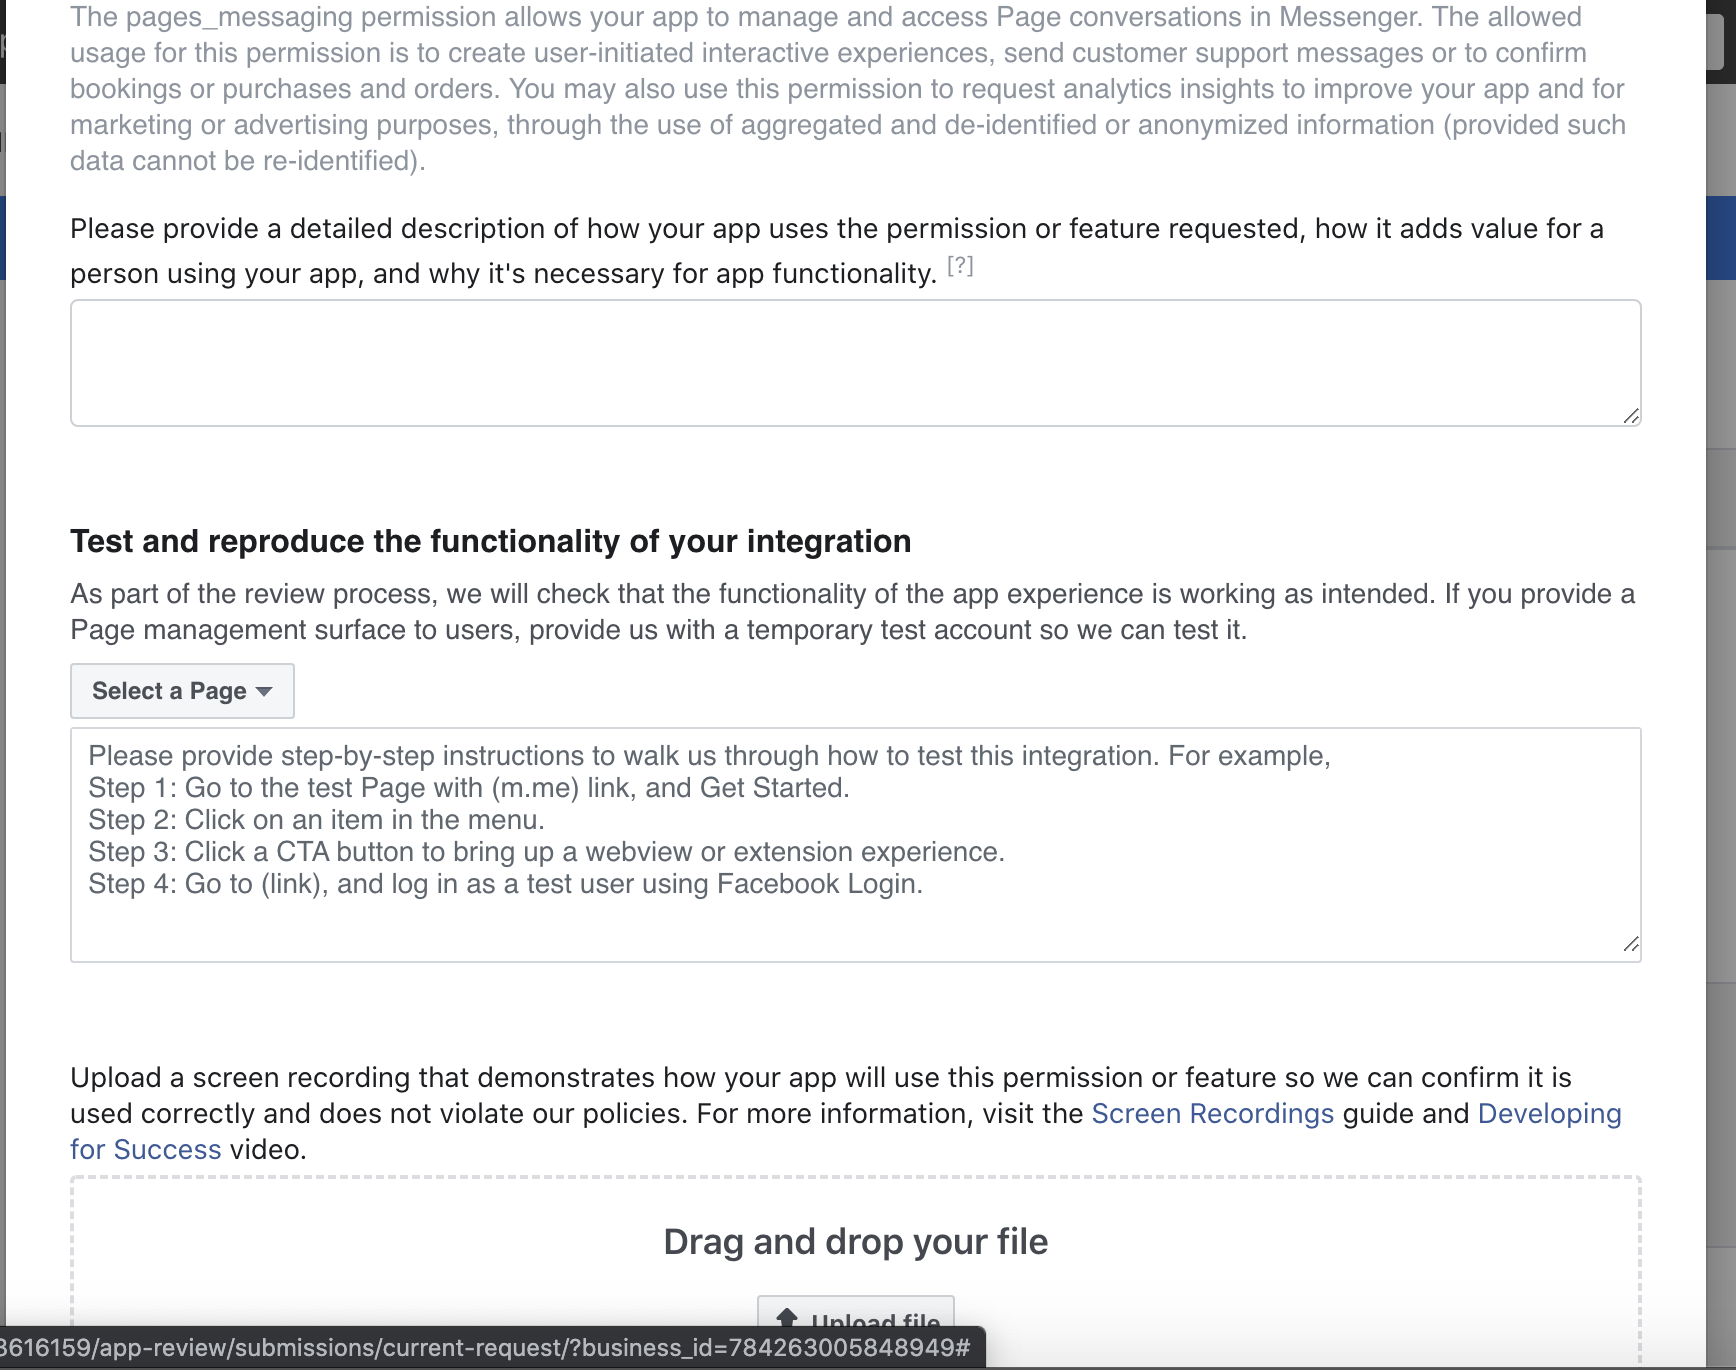 The pages_messaging permission allows your app to manage and access Page conversations in Messenger. The allowed
usage for this permission is to create user-initiated interactive experiences, send customer support messages or to confirm
bookings or purchases and orders. You may also use this permission to request analytics insights to improve your app and for
marketing or advertising purposes, through the use of aggregated and de-identified or anonymized information (provided such
data cannot be re-identified).
Please provide a detailed description of how your app uses the permission or feature requested, how it adds value for a
person using your app, and why it's necessary for app functionality. [?]
Test and reproduce the functionality of your integration
As part of the review process, we will check that the functionality of the app experience is working as intended. If you provide a
Page management surface to users, provide us with a temporary test account so we can test it.
Select a Page
Please provide step-by-step instructions to walk us through how to test this integration. For example,
Step 1: Go to the test Page with (m.me) link, and Get Started.
Step 2: Click on an item in the menu.
Step 3: Click a CTA button to bring up a webview or extension experience.
Step 4: Go to (link), and log in as a test user using Facebook Login.
Upload a screen recording that demonstrates how your app will use this permission or feature so we can confirm it is
used correctly and does not violate our policies. For more information, visit the Screen Recordings guide and Developing
for Success video.
Drag and drop your file
Upload file
3616159/app-review/submissions/current-request/?business_id=784263005848949#